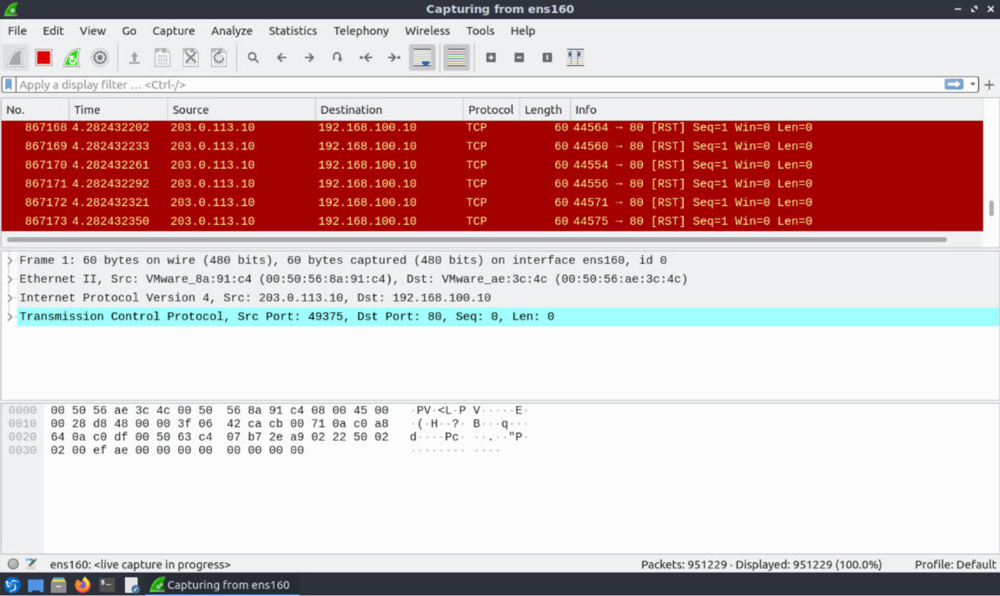 Capturing from ens160
File Edit View Go Capture Analyze Statistics Telephony Wireless Tools Help
Apply a display filter … <Ctrl-/>
No. Time Source Destination Protocol Length Info
867168 4.282432202 203.0.113.10 192.168.100.10 TCP 60 44564 → 80 [RST] Seq=1 Win=0 Len=0
867169 4.282432233 203.0.113.10 192.168.100.10 TCP 60 44560 → 80 [RST] Seq=1 Win=0 Len=0
867170 4.282432261 203.0.113.10 192.168.100.10 TCP 60 44554 → 80 [RST] Seq=1 Win=0 Len=0
867171 4.282432292 203.0.113.10 192.168.100.10 TCP 60 44556 → 80 [RST] Seq=1 Win=0 Len=0
867172 4.282432321 203.0.113.10 192.168.100.10 TCP 60 44571 → 80 [RST] Seq=1 Win=0 Len=0
867173 4.282432350 203.0.113.10 192.168.100.10 TCP 60 44575 → 80 [RST] Seq=1 Win=0 Len=0
Frame 1: 60 bytes on wire (480 bits), 60 bytes captured (480 bits) on interface ens160, id 0
Ethernet II, Src: VMware_8a:91:c4 (00:50:56:8a:91:c4), Dst: VMware_ae:3c:4c (00:50:56:ae:3c:4c)
Internet Protocol Version 4, Src: 203.0.113.10, Dst: 192.168.100.10
Transmission Control Protocol, Src Port: 49375, Dst Port: 80, Seq: 0, Len: 0
0000 00 50 56 ae 3c 4c 00 50 56 8a 91 c4 08 00 45 00 ·PV·<L·P V·····E·
0010 00 28 d8 48 00 00 3f 06 42 ca cb 00 71 0a c0 a8 ·(·H··?· B···q···
0020 64 0a c0 df 00 50 63 c4 07 b7 2e a9 02 22 50 02 d····Pc· ··.··"P·
0030 02 00 ef ae 00 00 00 00 00 00 00 00 ········ ····
ens160: <live capture in progress> Packets: 951229 · Displayed: 951229 (100.0%) Profile: Default
Capturing from ens160